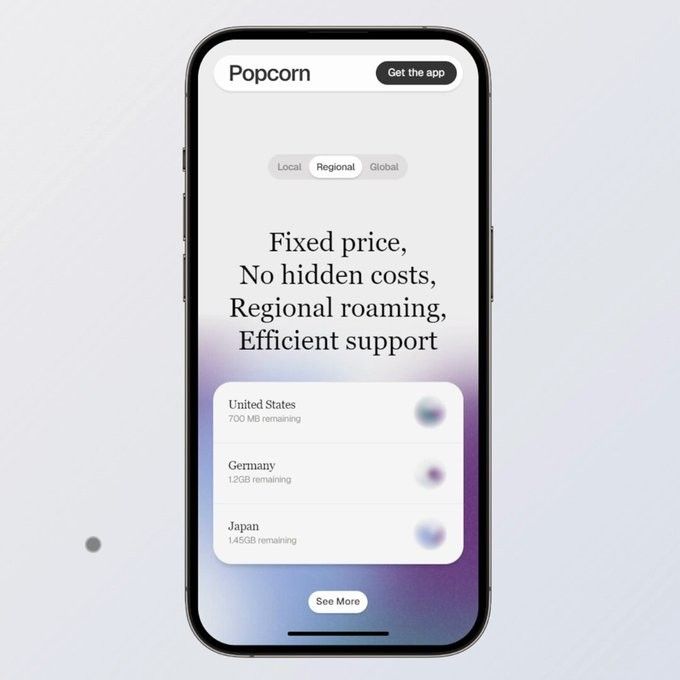 Popcorn
Get the app
Local
Regional
Global
Fixed price,
No hidden costs,
Regional roaming,
Efficient support
United States
700 MB remaining
Germany
1.2GB remaining
Japan
1.45GB remaining
See More